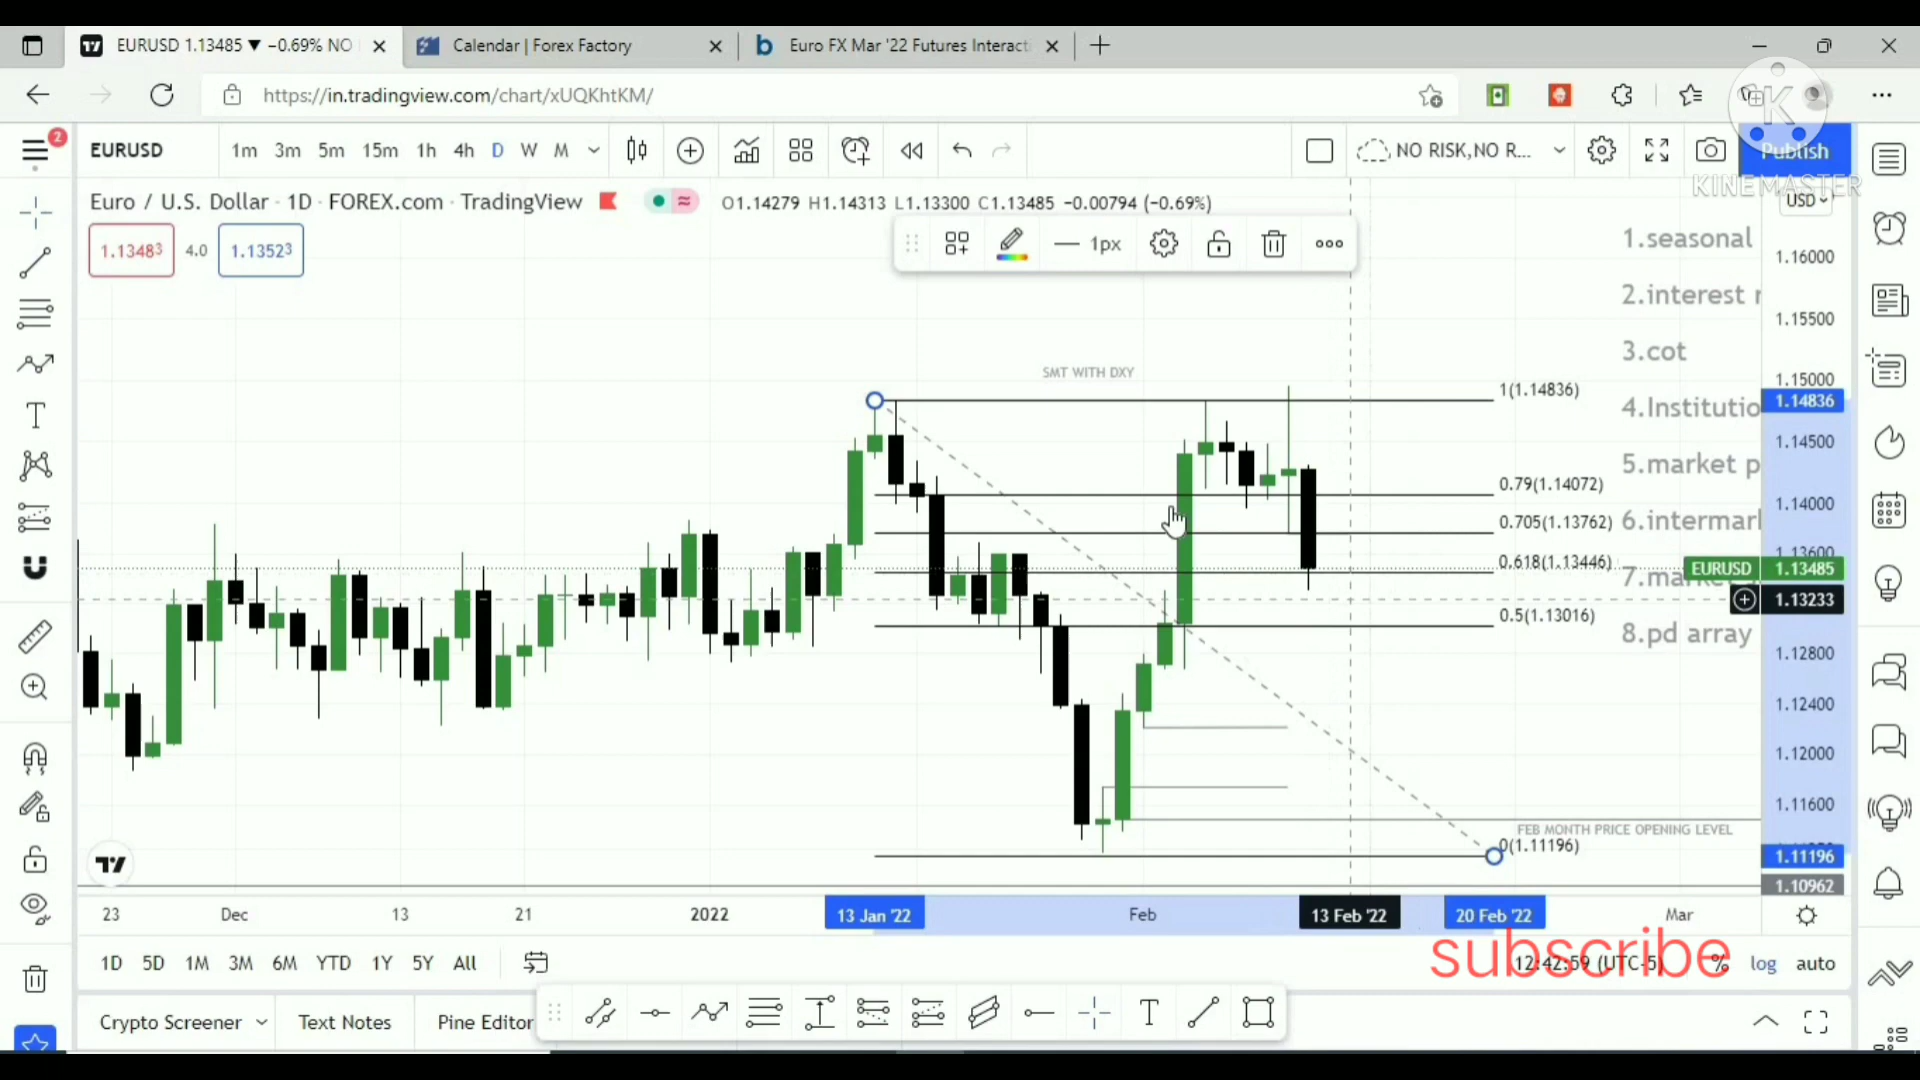 EURUSD 1.13485 ▼ −0.69% NO
Calendar | Forex Factory
Euro FX Mar '22 Futures Interacti
https://in.tradingview.com/chart/xUQKhtKM/
2
EURUSD
1m 3m 5m 15m 1h 4h D W M
NO RISK,NO R...
Publish
KINEMASTER
Euro / U.S. Dollar · 1D · FOREX.com · TradingView
O1.14279 H1.14313 L1.13300 C1.13485 −0.00794 (−0.69%)
USD
1.13483
4.0
1.13523
1px
1.seasonal
2.interest r
3.cot
4.Institutio
5.market p
6.intermark
7.mar
8.pd array
SMT WITH DXY
1(1.14836)
0.79(1.14072)
0.705(1.13762)
0.618(1.13446)
0.5(1.13016)
FEB MONTH PRICE OPENING LEVEL
0(1.11196)
1.16000
1.15500
1.15000
1.14836
1.14500
1.14000
1.13600
EURUSD 1.13485
1.13233
1.12800
1.12400
1.12000
1.11600
1.11196
1.10962
23 Dec 13 21 2022 13 Jan '22 Feb 13 Feb '22 20 Feb '22 Mar
subscribe
1D 5D 1M 3M 6M YTD 1Y 5Y All
12:42:59 (UTC-5) % log auto
Crypto Screener Text Notes Pine Editor